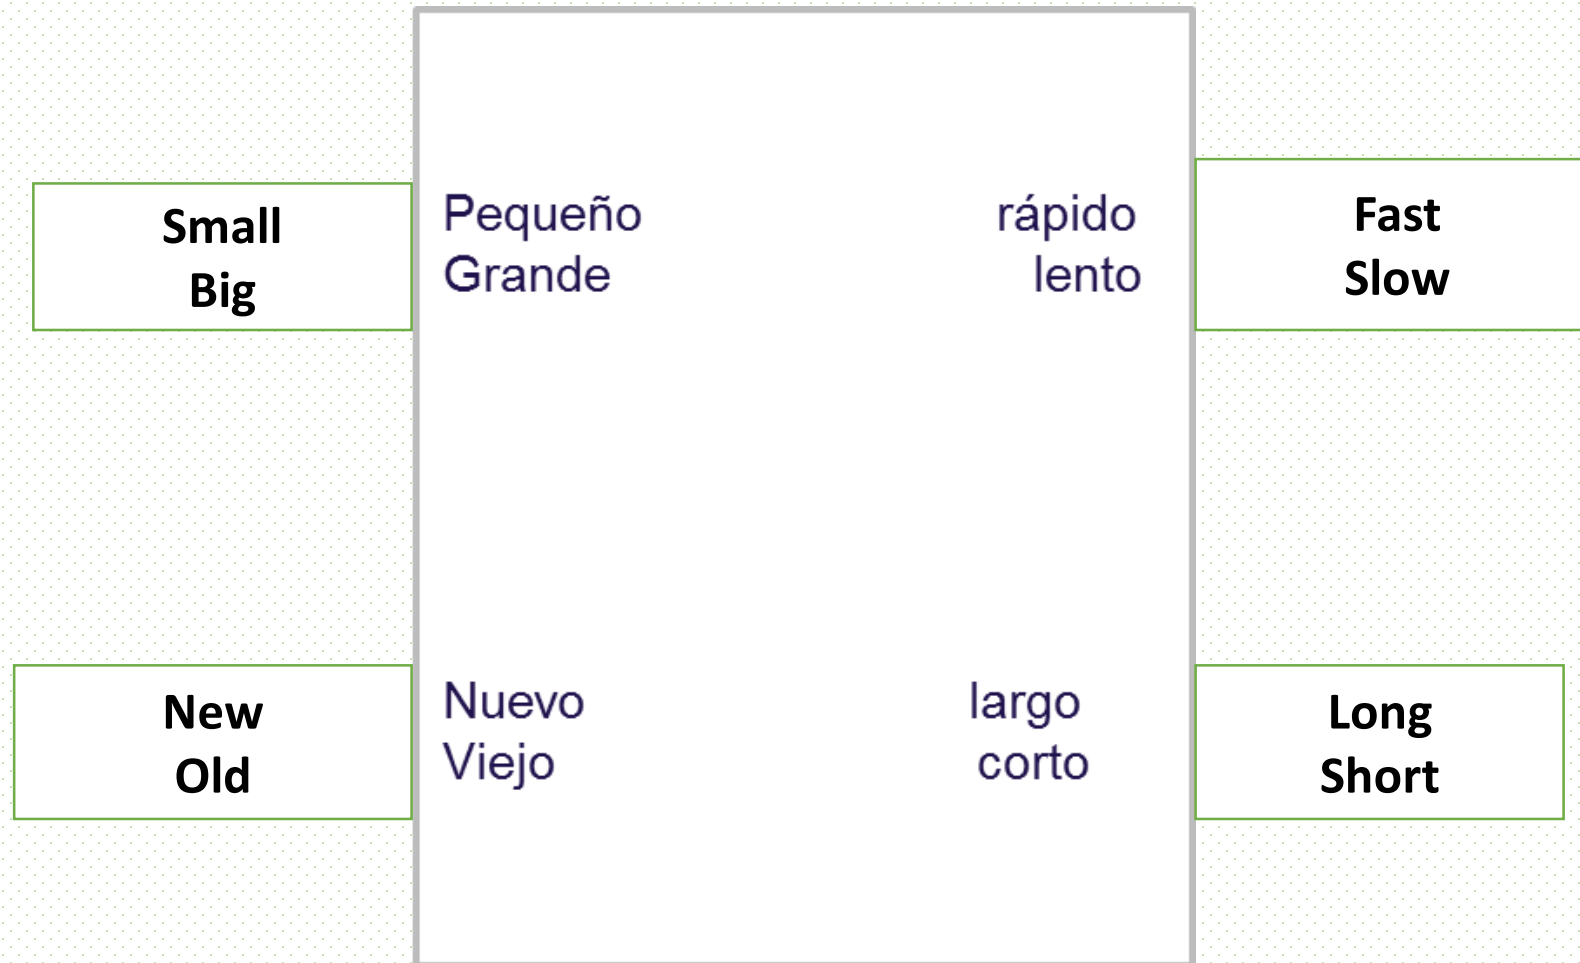 Small
Big
Pequeño
Grande
rápido
lento
Fast
Slow
New
Old
Nuevo
Viejo
largo
corto
Long
Short